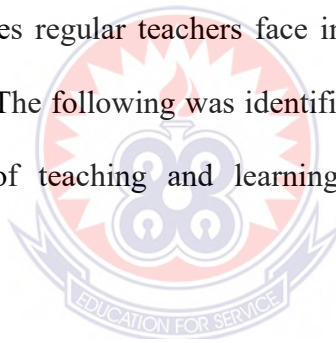 es regular teachers face in
The following was identifi
of teaching and learning
EDUCATION FOR SERVICE